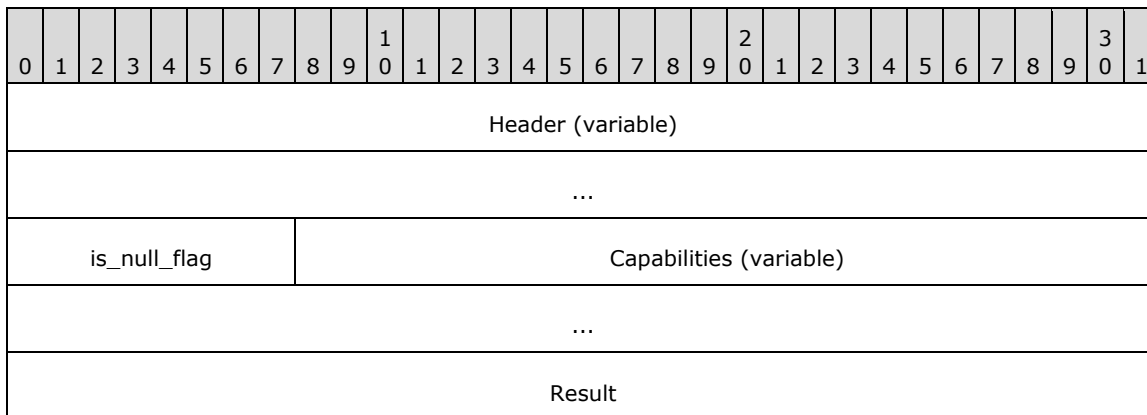 0 1 2 3 4 5 6 7 8 9 1 0 1 2 3 4 5 6 7 8 9 2 0 1 2 3 4 5 6 7 8 9 3 0 1
Header (variable)
...
is_null_flag Capabilities (variable)
...
Result